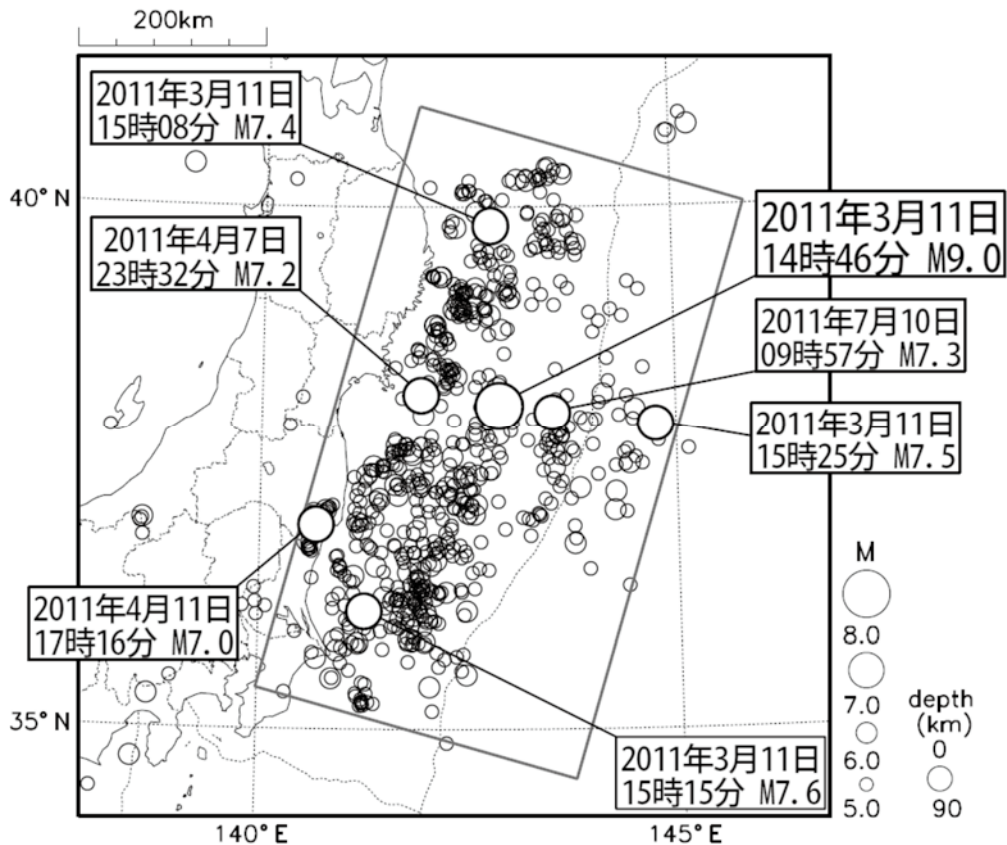 200km
2011年3月11日
15時08分 M7.4
40°N
2011年4月7日
23時32分 M7.2
2011年3月11日
14時46分 M9.0
2011年7月10日
09時57分 M7.3
2011年3月11日
15時25分 M7.5
2011年4月11日
17時16分 M7.0
2011年3月11日
15時15分 M7.6
M
8.0
7.0
6.0
5.0
depth
(km)
0
90
35°N
140°E
145°E